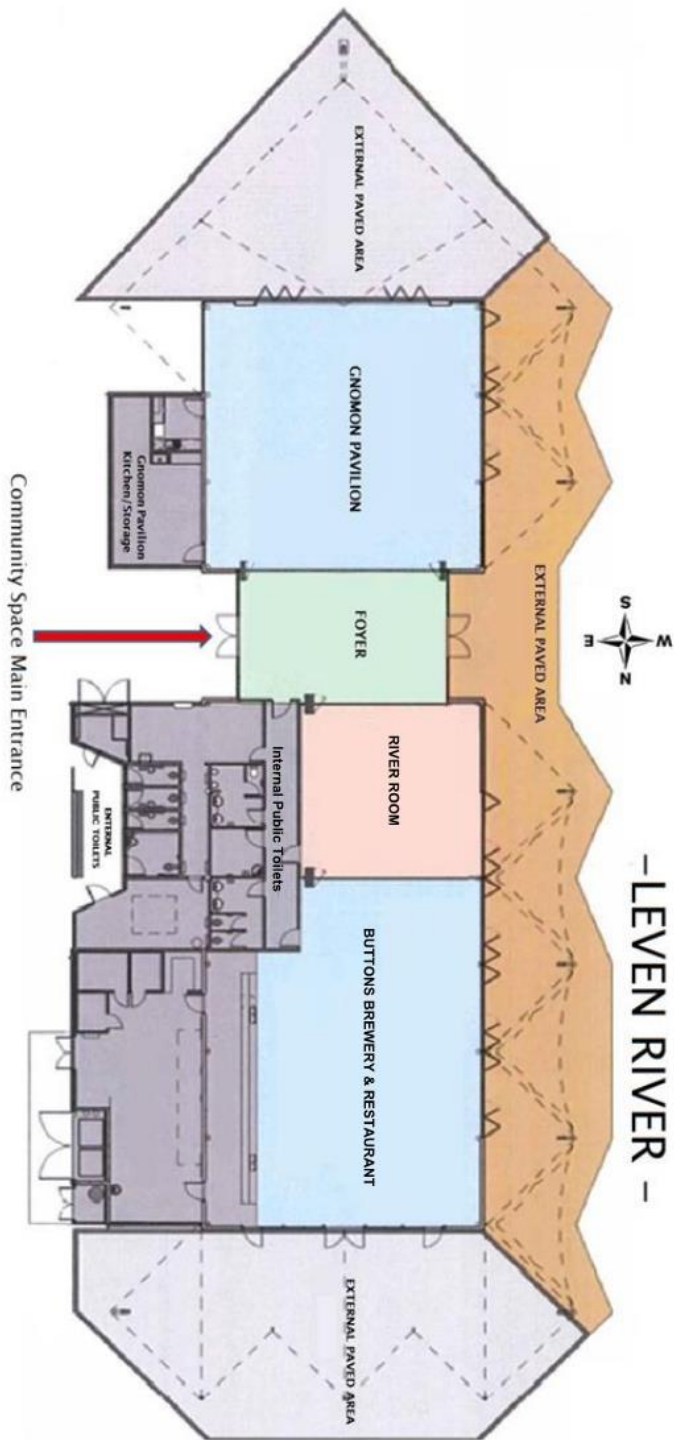 –LEVEN RIVER –
S
W
E
N
EXTERNAL PAVED AREA
EXTERNAL PAVED AREA
GNOMON PAVILION
Gnomon Pavilion
Kitchen/Storage
FOYER
RIVER ROOM
Internal Public Toilets
EXTERNAL
PUBLIC TOILETS
BUTTONS BREWERY & RESTAURANT
EXTERNAL PAVED AREA
Community Space Main Entrance